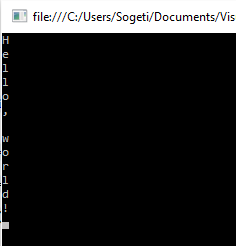 file:///C:/Users/Sogeti/Documents/Vis
H
e
l
l
o
,

w
o
r
l
d
!